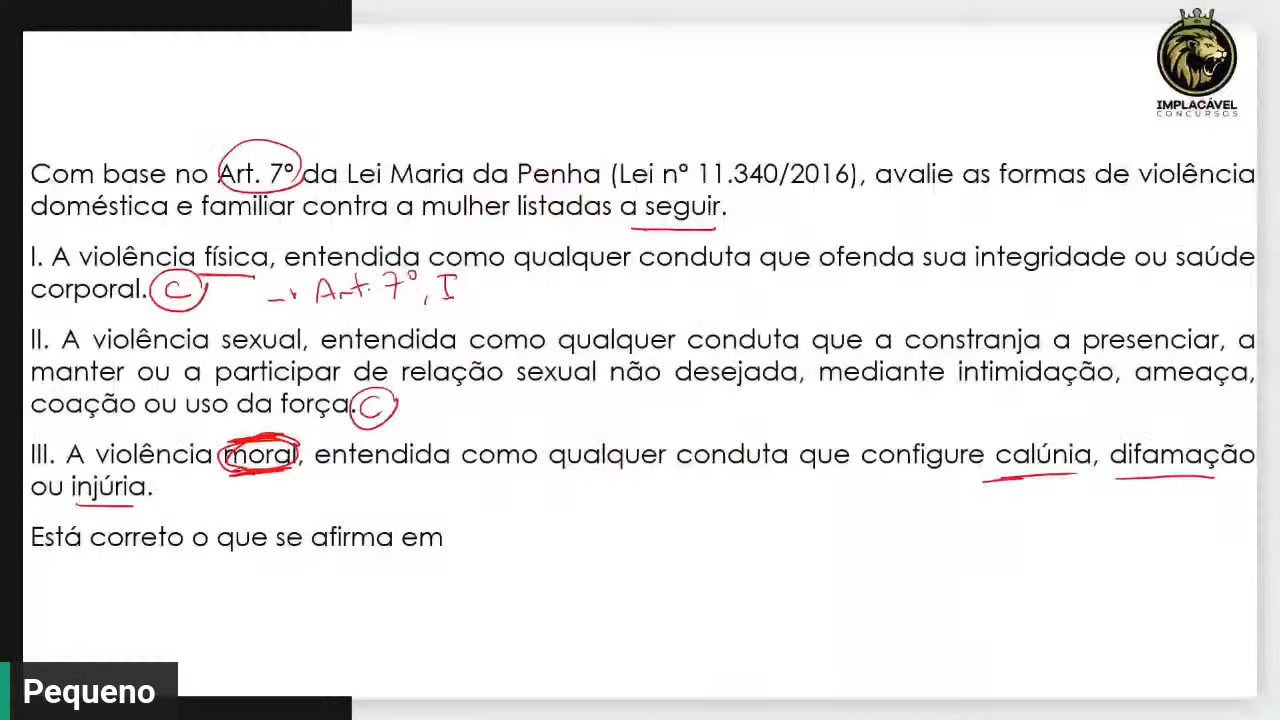 IMPLACÁVEL
CONCURSOS
Com base no Art. 7º da Lei Maria da Penha (Lei nº 11.340/2016), avalie as formas de violência
doméstica e familiar contra a mulher listadas a seguir.
I. A violência física, entendida como qualquer conduta que ofenda sua integridade ou saúde
corporal. C → Art. 7º, I
II. A violência sexual, entendida como qualquer conduta que a constranja a presenciar, a
manter ou a participar de relação sexual não desejada, mediante intimidação, ameaça,
coação ou uso da força. C
III. A violência moral, entendida como qualquer conduta que configure calúnia, difamação
ou injúria.
Está correto o que se afirma em
Pequeno